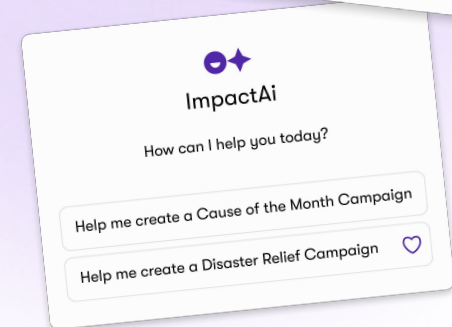 ImpactAi
How can I help you today?
Help me create a Cause of the Month Campaign
Help me create a Disaster Relief Campaign